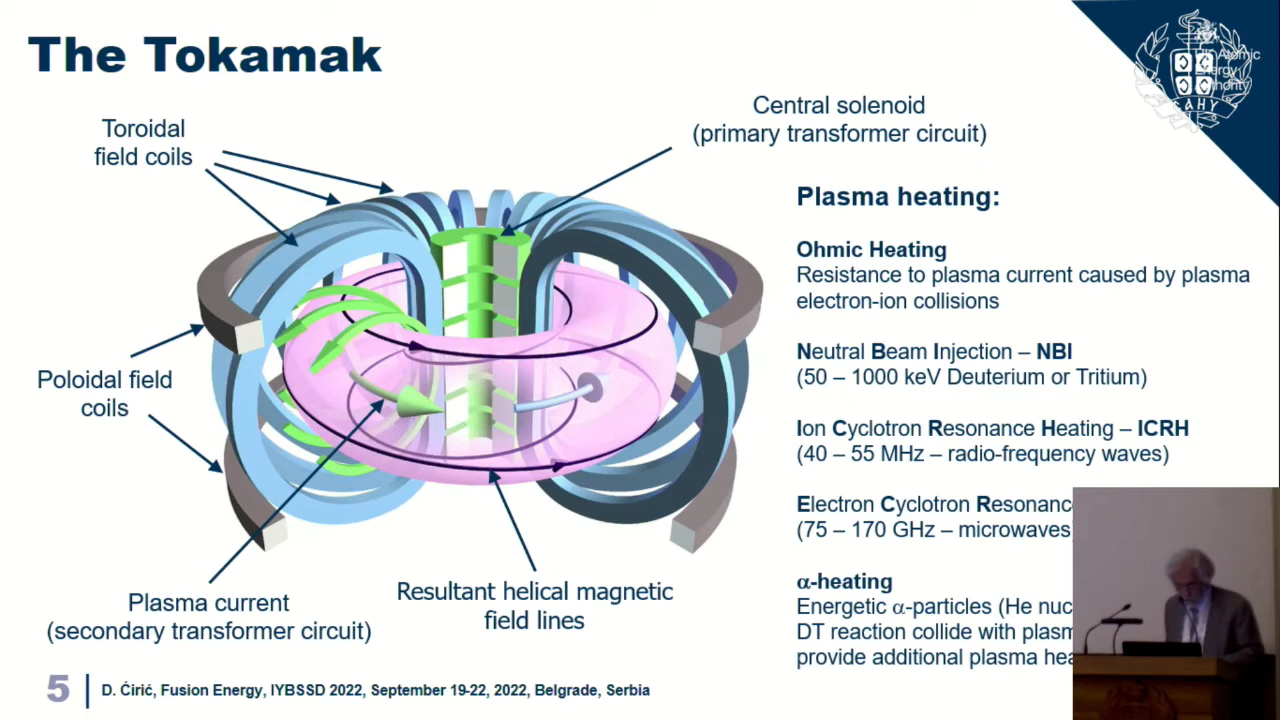 The Tokamak
Toroidal
field coils
Central solenoid
(primary transformer circuit)
Poloidal field
coils
Plasma current
(secondary transformer circuit)
Resultant helical magnetic
field lines
Plasma heating:
Ohmic Heating
Resistance to plasma current caused by plasma
electron-ion collisions
Neutral Beam Injection – NBI
(50 – 1000 keV Deuterium or Tritium)
Ion Cyclotron Resonance Heating – ICRH
(40 – 55 MHz – radio-frequency waves)
Electron Cyclotron Resonance
(75 – 170 GHz – microwaves)
α-heating
Energetic α-particles (He nuc
DT reaction collide with plasm
provide additional plasma hea
5
D. Ćirić, Fusion Energy, IYBSSD 2022, September 19-22, 2022, Belgrade, Serbia
Atomic
Energy
САНУ